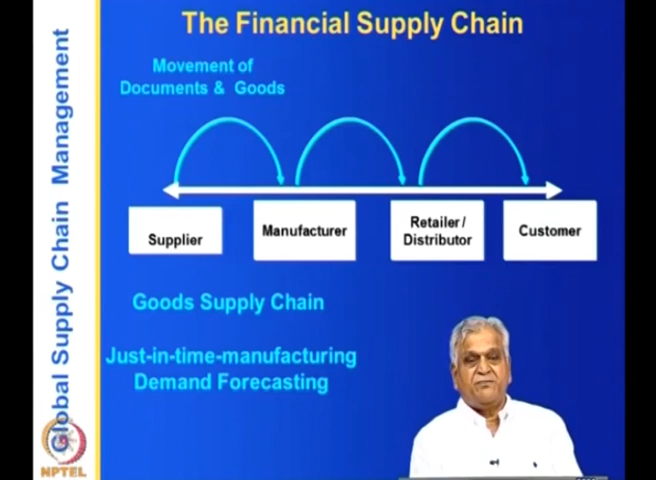 The Financial Supply Chain
Movement of
Documents & Goods
Supplier
Manufacturer
Retailer/
Distributor
Customer
Goods Supply Chain
Just-in-time-manufacturing
Demand Forecasting
Global Supply Chain Management
NPTEL